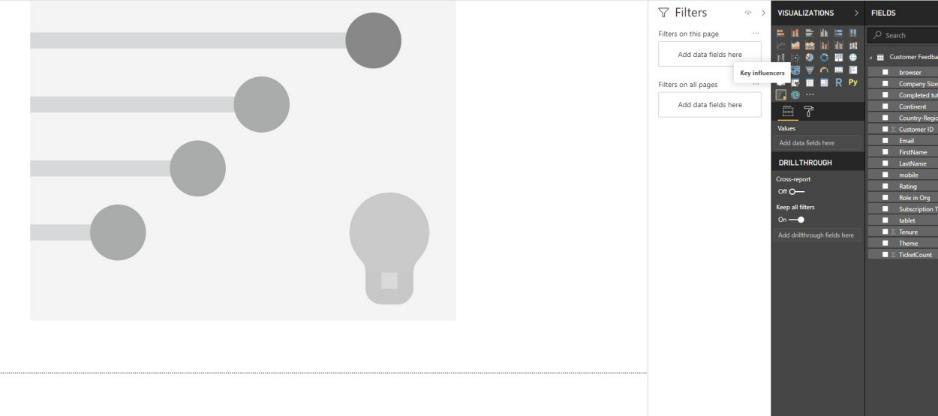 Filters
Filters on this page
...
Add data fields here
Key influencers
Filters on all pages
Add data fields here
VISUALIZATIONS
R Py
...
Values
Add data fields here
DRILLTHROUGH
Cross-report
Off
Keep all filters
On
Add drillthrough fields here
FIELDS
Search
Customer Feedba
browser
Company Size
Completed tut
Continent
Country-Regio
Σ Customer ID
Email
FirstName
LastName
mobile
Rating
Role in Org
Subscription T
tablet
Σ Tenure
Theme
Σ TicketCount